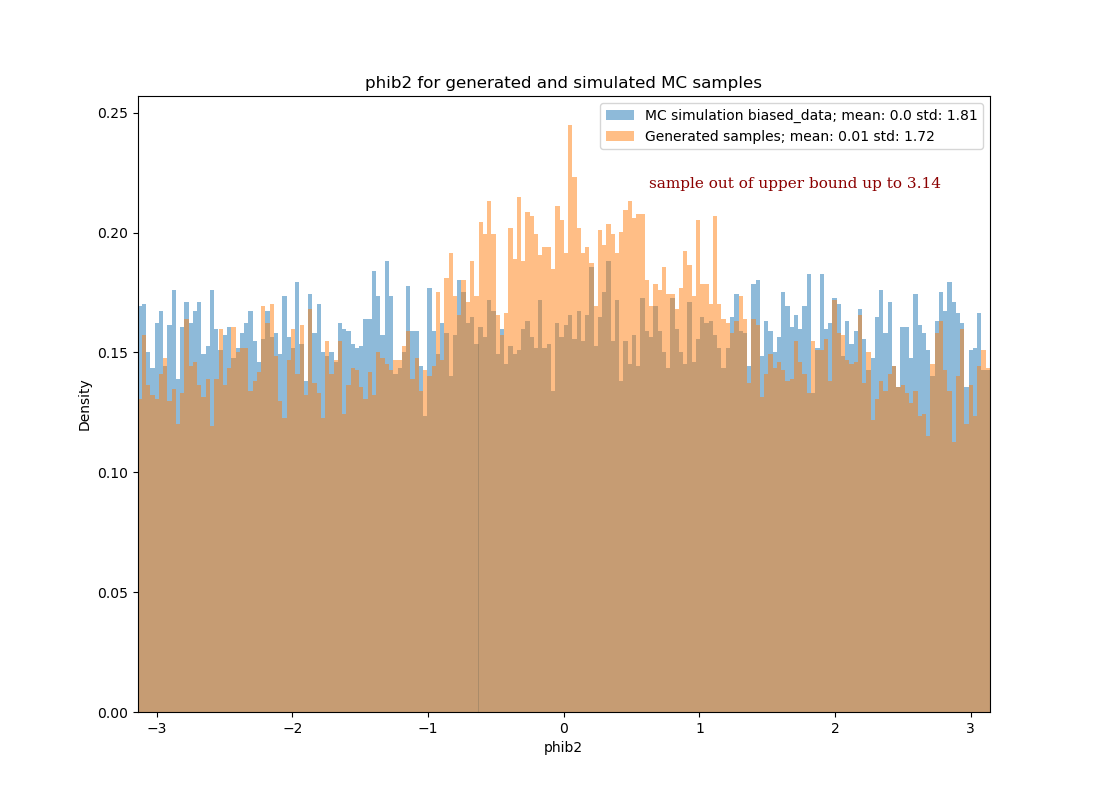 phib2 for generated and simulated MC samples
MC simulation biased_data; mean: 0.0 std: 1.81
Generated samples; mean: 0.01 std: 1.72
sample out of upper bound up to 3.14
0.25
0.20
0.15
0.10
0.05
0.00
Density
−3 −2 −1 0 1 2 3
phib2